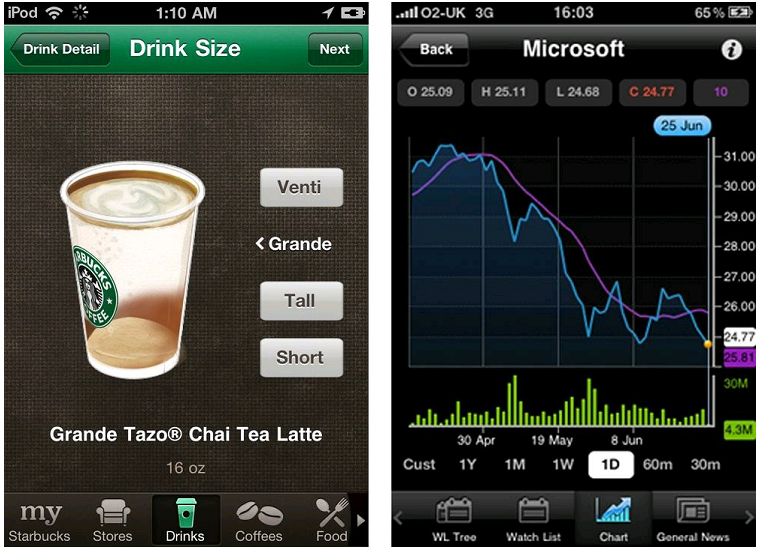 iPod 1:10 AM
Drink Detail Drink Size Next
Venti
Grande
Tall
Short
RBUCKS
FFEE
Grande Tazo® Chai Tea Latte
16 oz
my
Starbucks Stores Drinks Coffees Food
O2-UK 3G 16:03 65%
Back Microsoft i
O 25.09 H 25.11 L 24.68 C 24.77 10
25 Jun
31.00
30.00
29.00
28.00
27.00
26.00
24.77
25.81
30M
4.3M
30 Apr 19 May 8 Jun
Cust 1Y 1M 1W 1D 60m 30m
WL Tree Watch List Chart General News